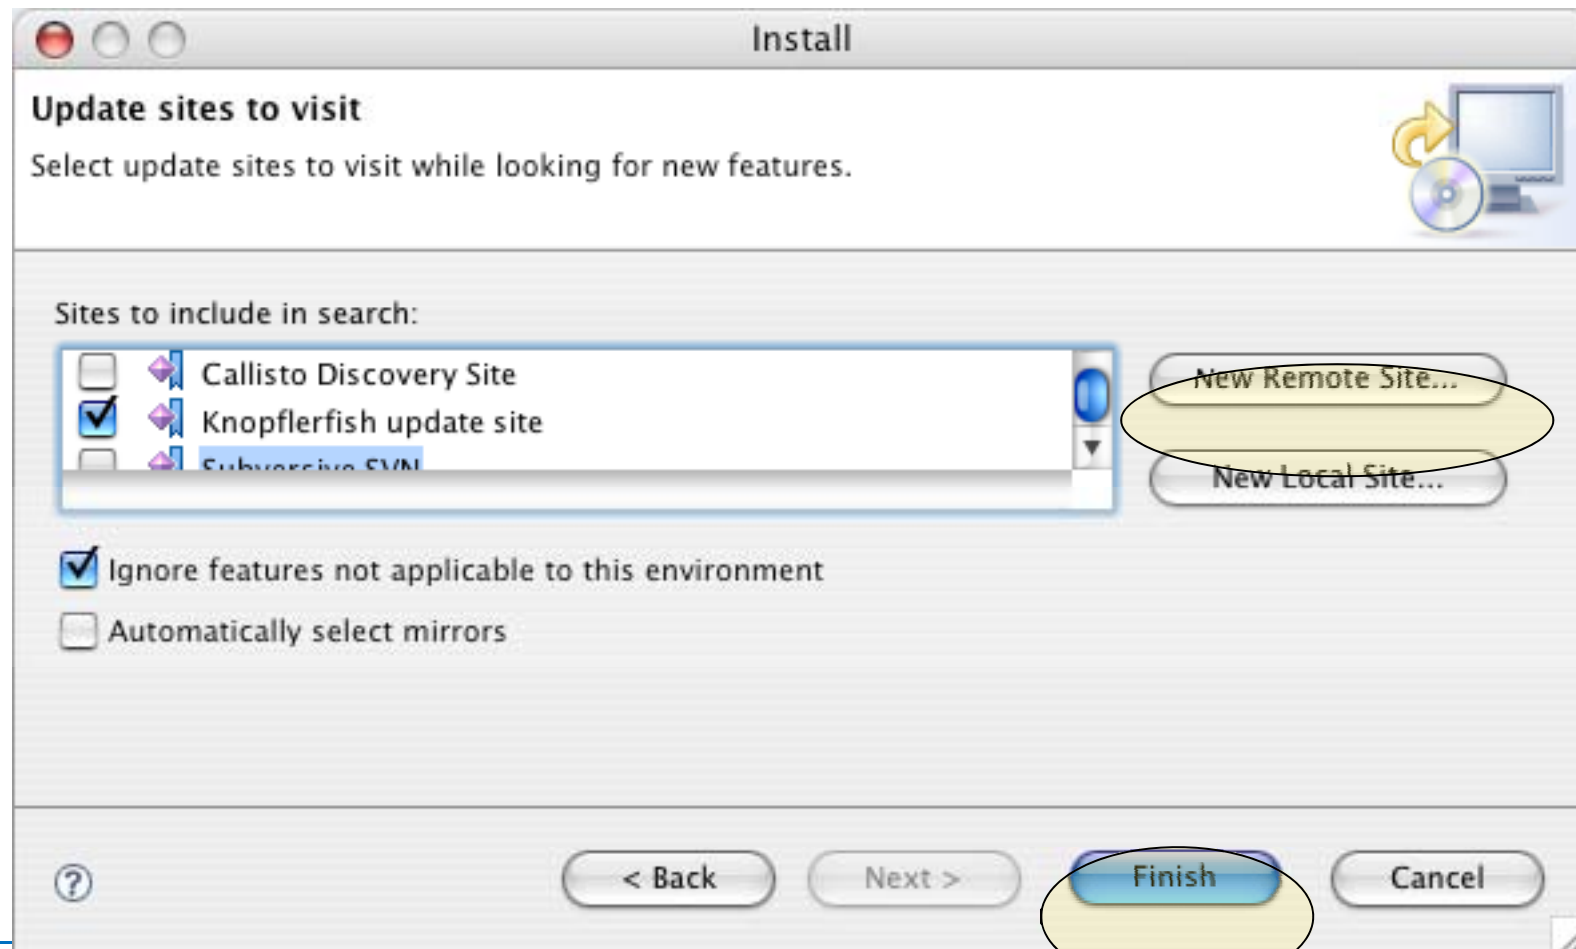 Install
Update sites to visit
Select update sites to visit while looking for new features.
Sites to include in search:
Callisto Discovery Site
Knopflerfish update site
Subversive SVN
New Remote Site...
New Local Site...
Ignore features not applicable to this environment
Automatically select mirrors
?
< Back
Next >
Finish
Cancel